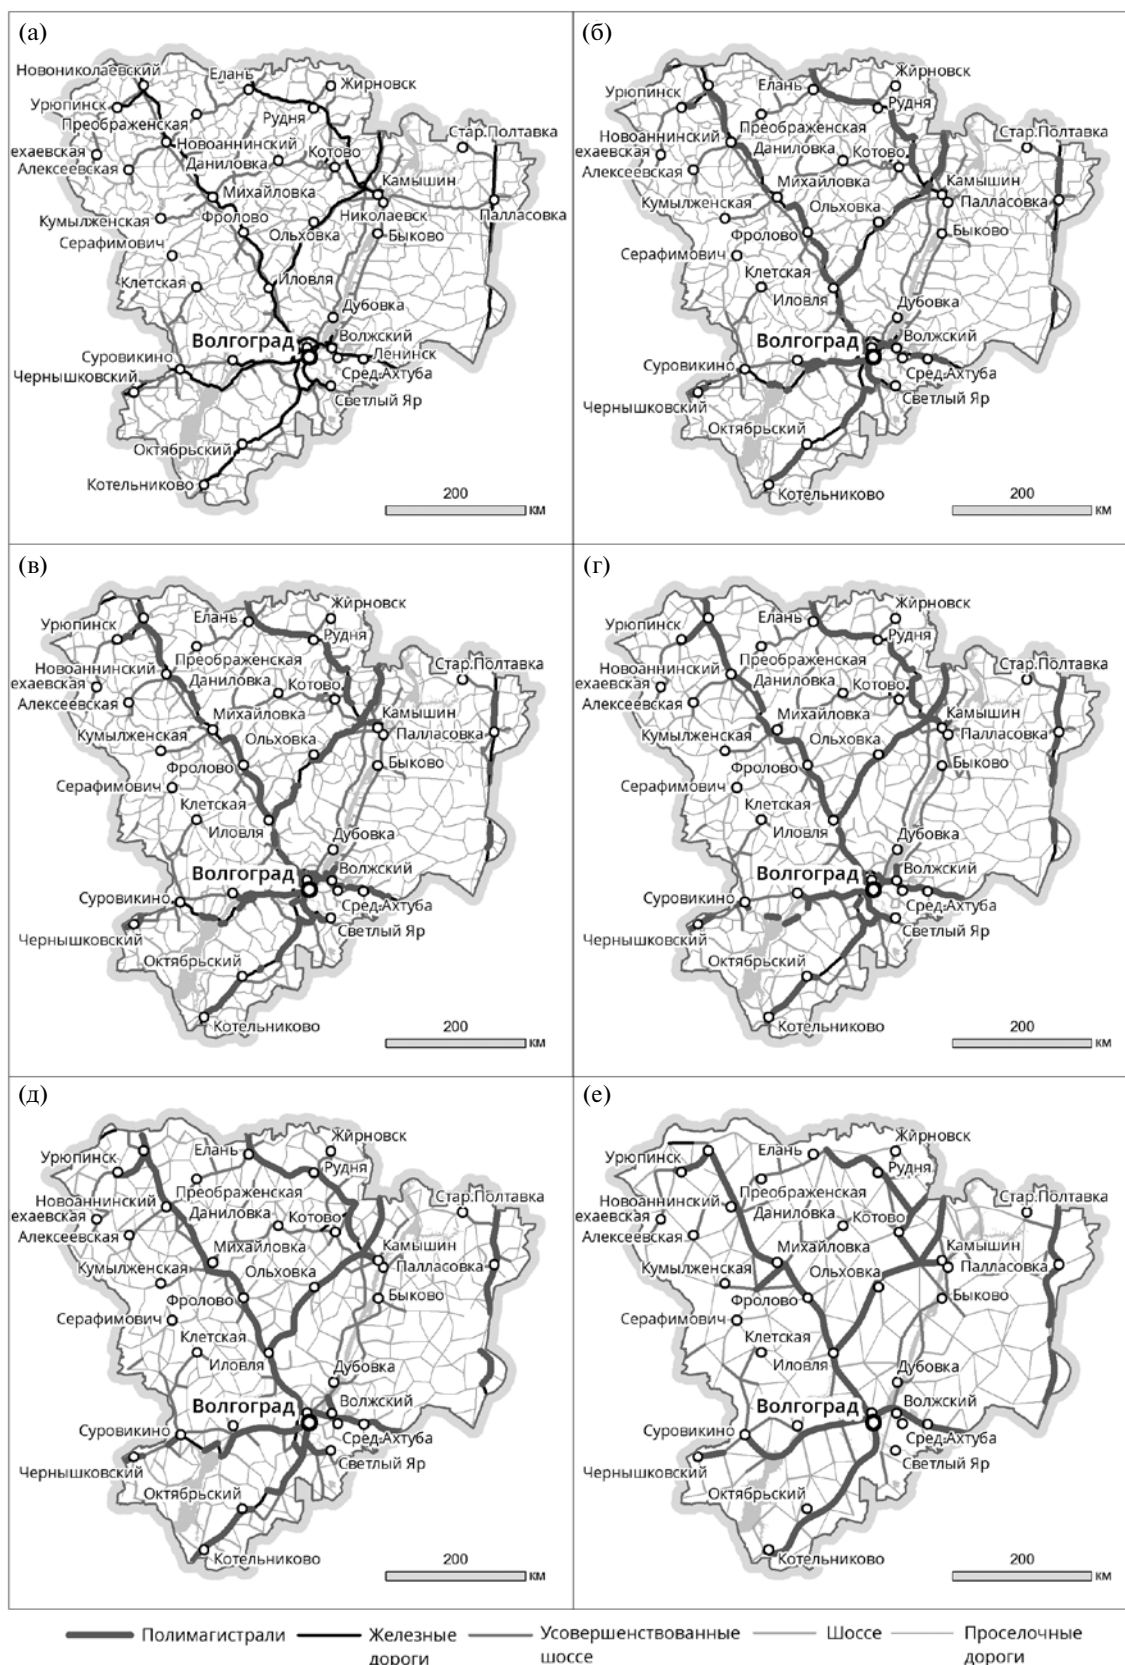 (а)
Новониколаевский
Елань
Жирновск
Урюпинск
Преображенская
Рудня
Новоаннинский
Стар.Полтавка
ехаевская
Даниловка
Котово
Алексеевская
Михайловка
Камышин
Кумылженская
Фролово
Николаевск
Палласовка
Серафимович
Ольховка
Быково
Клетская
Иловля
Дубовка
Волгоград
Волжский
Суровикино
Ленинск
Чернышковский
Сред.Ахтуба
Светлый Яр
Октябрьский
Котельниково
200
км
(б)
Жирновск
Елань
Урюпинск
Рудня
Новоаннинский
Преображенская
Стар.Полтавка
ехаевская
Даниловка
Котово
Алексеевская
Михайловка
Камышин
Кумылженская
Ольховка
Палласовка
Фролово
Быково
Серафимович
Клетская
Иловля
Дубовка
Волгоград
Волжский
Суровикино
Сред.Ахтуба
Чернышковский
Светлый Яр
Октябрьский
Котельниково
200
км
(в)
Елань
Жирновск
Урюпинск
Рудня
Новоаннинский
Преображенская
Стар.Полтавка
ехаевская
Даниловка
Котово
Алексеевская
Михайловка
Камышин
Кумылженская
Ольховка
Палласовка
Фролово
Быково
Серафимович
Клетская
Иловля
Дубовка
Волгоград
Волжский
Суровикино
Сред.Ахтуба
Чернышковский
Светлый Яр
Октябрьский
Котельниково
200
км
(г)
Елань
Жирновск
Урюпинск
Рудня
Новоаннинский
Преображенская
Стар.Полтавка
ехаевская
Даниловка
Котово
Алексеевская
Михайловка
Камышин
Кумылженская
Ольховка
Палласовка
Фролово
Быково
Серафимович
Клетская
Иловля
Дубовка
Волгоград
Волжский
Суровикино
Сред.Ахтуба
Чернышковский
Светлый Яр
Октябрьский
Котельниково
200
км
(д)
Елань
Жирновск
Урюпинск
Рудня
Новоаннинский
Преображенская
Стар.Полтавка
ехаевская
Даниловка
Котово
Алексеевская
Михайловка
Камышин
Кумылженская
Ольховка
Палласовка
Фролово
Быково
Серафимович
Клетская
Иловля
Дубовка
Волгоград
Волжский
Суровикино
Сред.Ахтуба
Чернышковский
Светлый Яр
Октябрьский
Котельниково
200
км
(е)
Елань
Жирновск
Урюпинск
Рудня
Новоаннинский
Преображенская
Стар.Полтавка
ехаевская
Даниловка
Котово
Алексеевская
Михайловка
Камышин
Кумылженская
Ольховка
Палласовка
Фролово
Быково
Серафимович
Клетская
Иловля
Дубовка
Волгоград
Волжский
Суровикино
Сред.Ахтуба
Чернышковский
Светлый Яр
Октябрьский
Котельниково
200
км
Полимагистрали
Железные
дороги
Усовершенствованные
шоссе
Шоссе
Проселочные
дороги